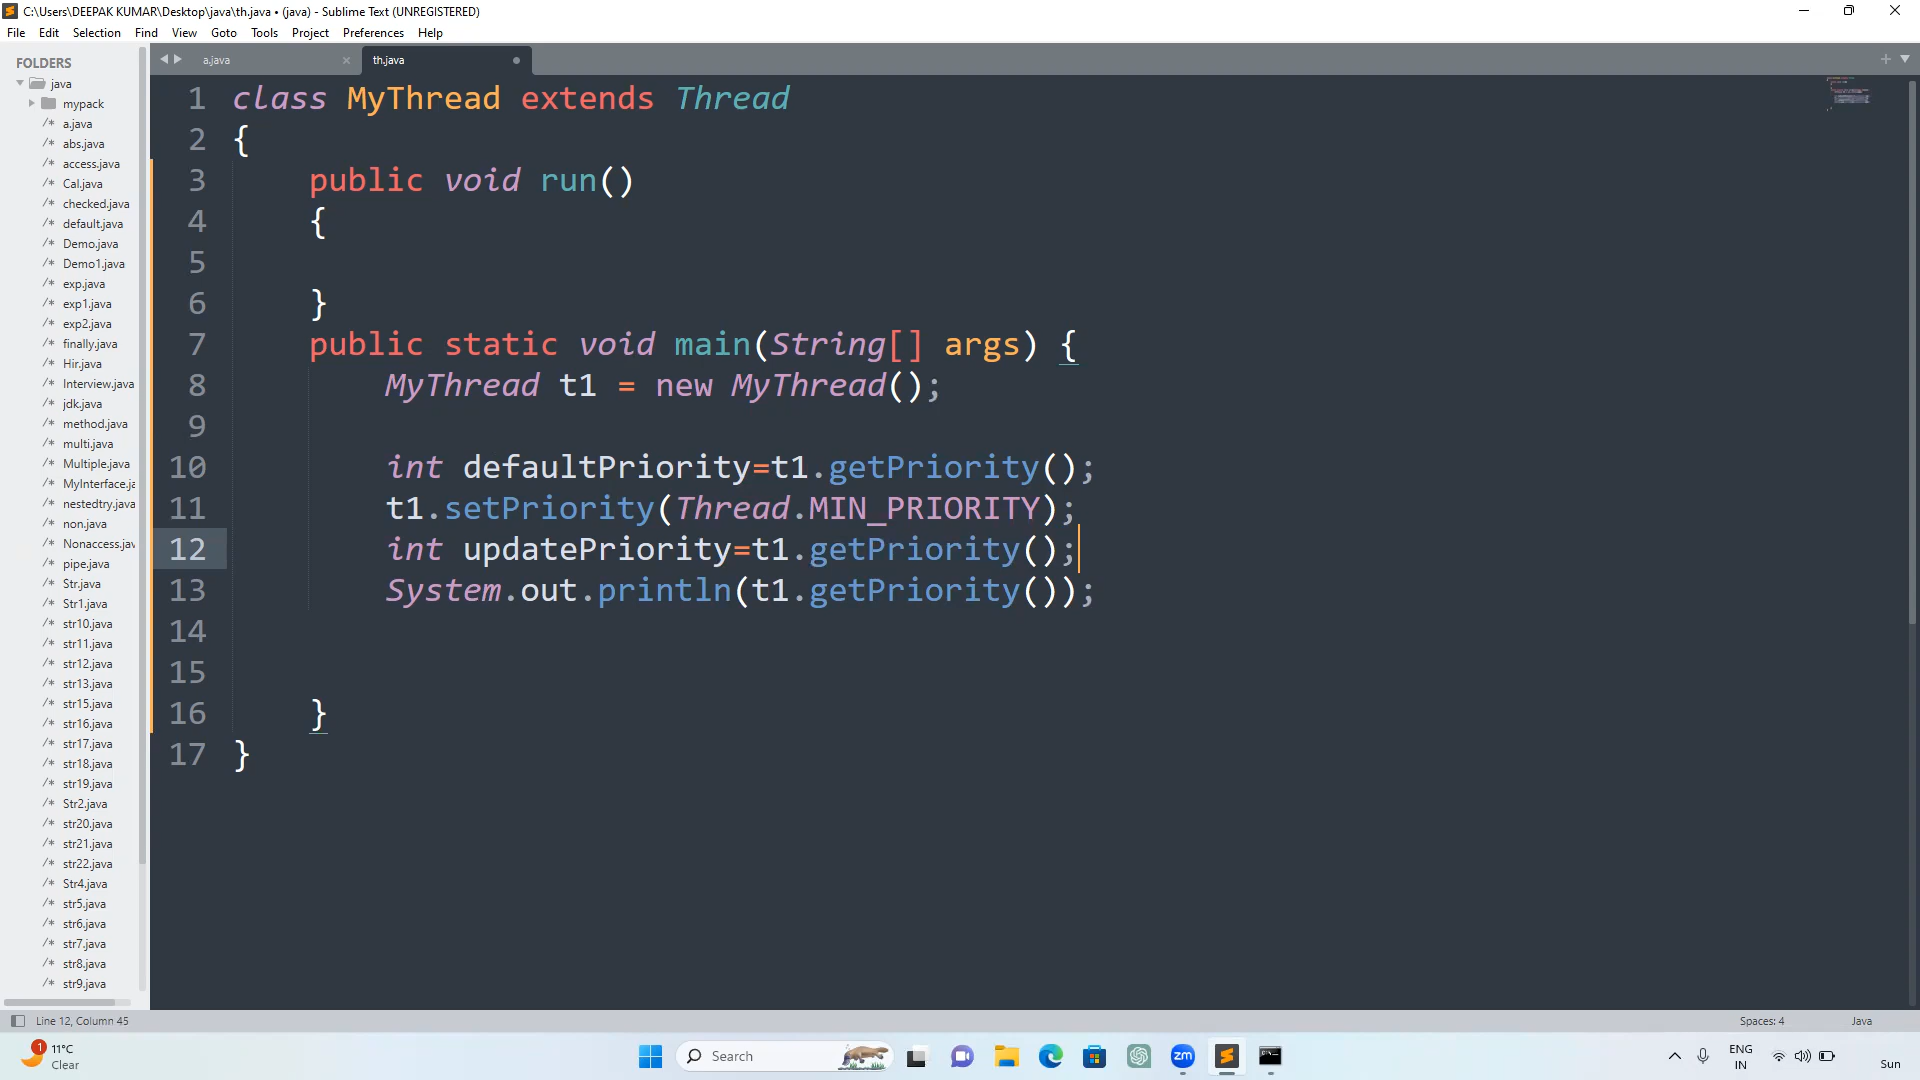 C:\Users\DEEPAK KUMAR\Desktop\java\th.java • (java) - Sublime Text (UNREGISTERED)
File Edit Selection Find View Goto Tools Project Preferences Help
FOLDERS
java
mypack
/* a.java
/* abs.java
/* access.java
/* Cal.java
/* checked.java
/* default.java
/* Demo.java
/* Demo1.java
/* exp.java
/* exp1.java
/* exp2.java
/* finally.java
/* Hir.java
/* Interview.java
/* jdk.java
/* method.java
/* multi.java
/* Multiple.java
/* MyInterface.ja
/* nestedtry.java
/* non.java
/* Nonaccess.jav
/* pipe.java
/* Str.java
/* Str1.java
/* str10.java
/* str11.java
/* str12.java
/* str13.java
/* str15.java
/* str16.java
/* str17.java
/* str18.java
/* str19.java
/* Str2.java
/* str20.java
/* str21.java
/* str22.java
/* Str4.java
/* str5.java
/* str6.java
/* str7.java
/* str8.java
/* str9.java
a.java
th.java
1 class MyThread extends Thread
2 {
3 public void run()
4 {
5
6 }
7 public static void main(String[] args) {
8 MyThread t1 = new MyThread();
9
10 int defaultPriority=t1.getPriority();
11 t1.setPriority(Thread.MIN_PRIORITY);
12 int updatePriority=t1.getPriority();
13 System.out.println(t1.getPriority());
14
15
16 }
17 }
Line 12, Column 45
Spaces: 4
Java
1
11°C
Clear
Search
zm
ENG
IN
Sun